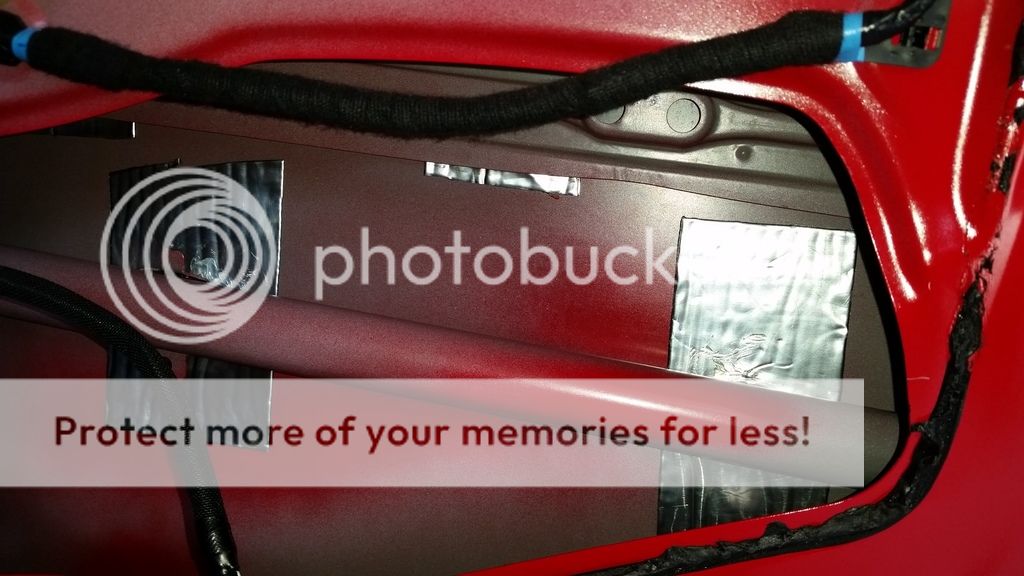 photobucket
Protect more of your memories for less!